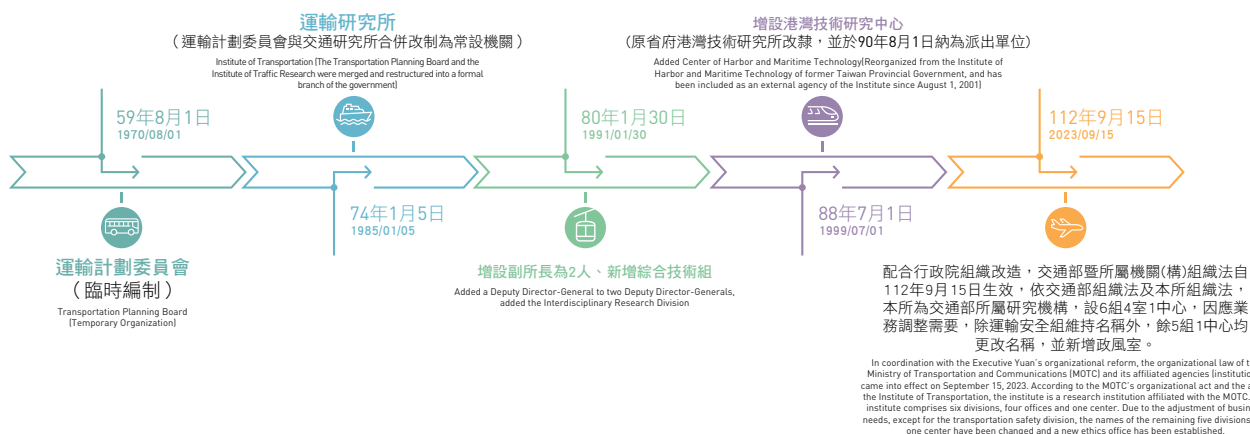 59年8月1日
1970/08/01
運輸計劃委員會
（臨時編制）
Transportation Planning Board
(Temporary Organization)
運輸研究所
（運輸計劃委員會與交通研究所合併改制為常設機關）
Institute of Transportation (The Transportation Planning Board and the
Institute of Traffic Research were merged and restructured into a formal
branch of the government)
74年1月5日
1985/01/05
80年1月30日
1991/01/30
增設副所長為2人、新增綜合技術組
Added a Deputy Director-General to two Deputy Director-Generals,
added the Interdisciplinary Research Division
增設港灣技術研究中心
(原省府港灣技術研究所改隸，並於90年8月1日納為派出單位)
Added Center of Harbor and Maritime Technology(Reorganized from the Institute of
Harbor and Maritime Technology of former Taiwan Provincial Government, and has
been included as an external agency of the Institute since August 1, 2001)
88年7月1日
1999/07/01
112年9月15日
2023/09/15
配合行政院組織改造，交通部暨所屬機關(構)組織法自
112年9月15日生效，依交通部組織法及本所組織法，
本所為交通部所屬研究機構，設6組4室1中心，因應業
務調整需要，除運輸安全組維持名稱外，餘5組1中心均
更改名稱，並新增政風室。
In coordination with the Executive Yuan's organizational reform, the organizational law of
Ministry of Transportation and Communications (MOTC) and its affiliated agencies
came into effect on September 15, 2023. According to the MOTC's organizational act and the
the Institute of Transportation, the institute is a research institution affiliated with the MOTC.
institute comprises six divisions, four offices and one center. Due to the adjustment of
needs, except for the transportation safety division, the names of the remaining five divisions
one center have been changed and a new ethics office has been established.